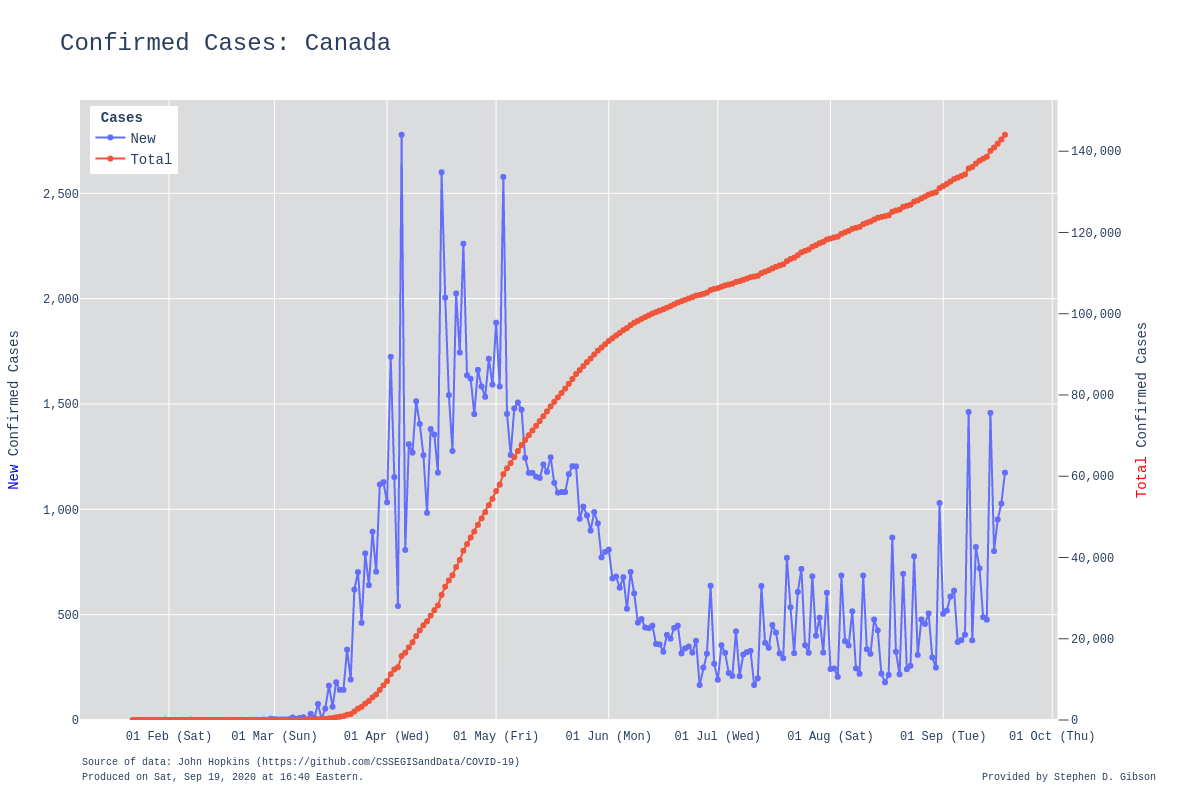 Confirmed Cases: Canada
Cases
New
Total
2,500
2,000
1,500
1,000
500
0
New Confirmed Cases
140,000
120,000
100,000
80,000
60,000
40,000
20,000
0
Total Confirmed Cases
01 Feb (Sat) 01 Mar (Sun) 01 Apr (Wed) 01 May (Fri) 01 Jun (Mon) 01 Jul (Wed) 01 Aug (Sat) 01 Sep (Tue) 01 Oct (Thu)
Source of data: John Hopkins (https://github.com/CSSEGISandData/COVID-19)
Produced on Sat, Sep 19, 2020 at 16:40 Eastern.
Provided by Stephen D. Gibson